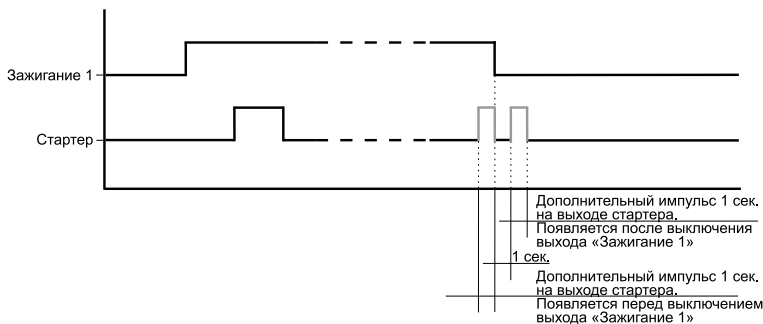 Зажигание 1
Стартер
Дополнительный импульс 1 сек.
на выходе стартера.
Появляется после выключения
выхода «Зажигание 1»
1 сек.
Дополнительный импульс 1 сек.
на выходе стартера.
Появляется перед выключением
выхода «Зажигание 1»